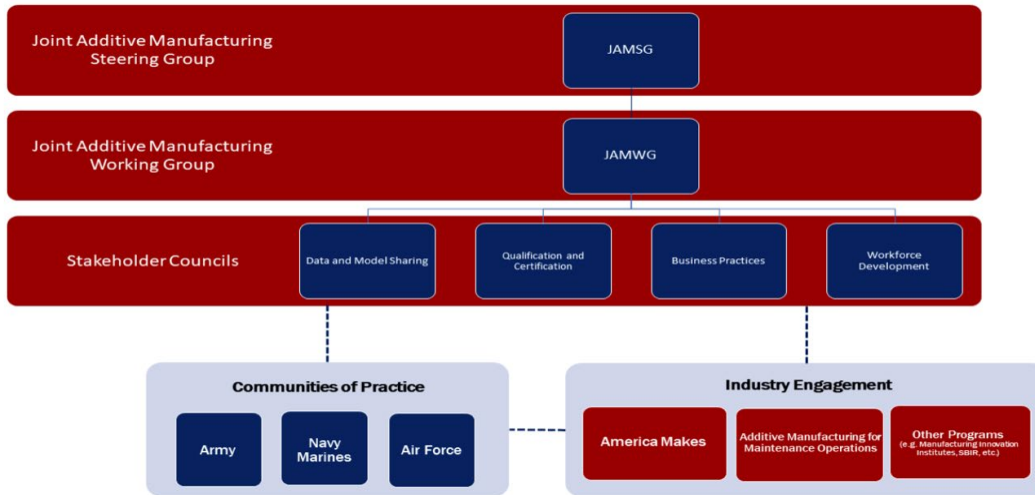 Joint Additive Manufacturing
Steering Group
JAMSG
Joint Additive Manufacturing
Working Group
JAMWG
Stakeholder Councils
Data and Model Sharing
Qualification and
Certification
Business Practices
Workforce
Development
Communities of Practice
Army
Navy
Marines
Air Force
Industry Engagement
America Makes
Additive Manufacturing for
Maintenance Operations
Other Programs
(e.g. Manufacturing Innovation
Institutes, SBIR, etc.)